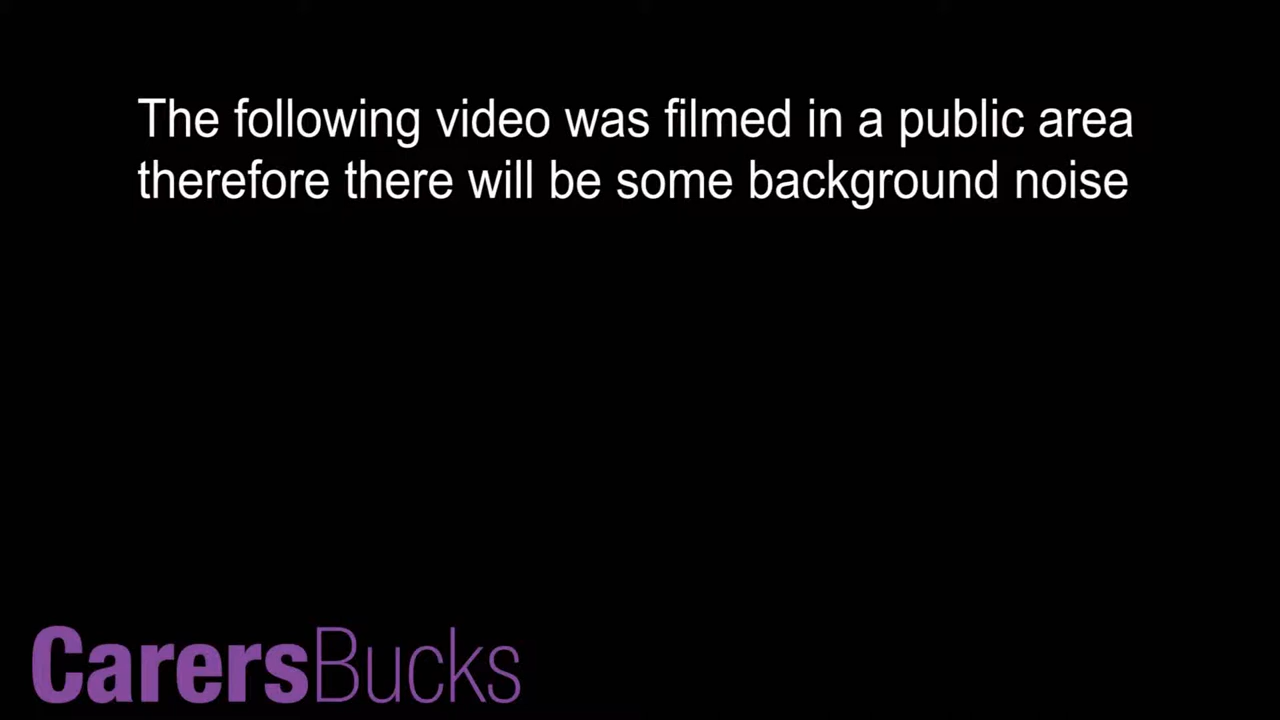 The following video was filmed in a public area
therefore there will be some background noise
CarersBucks